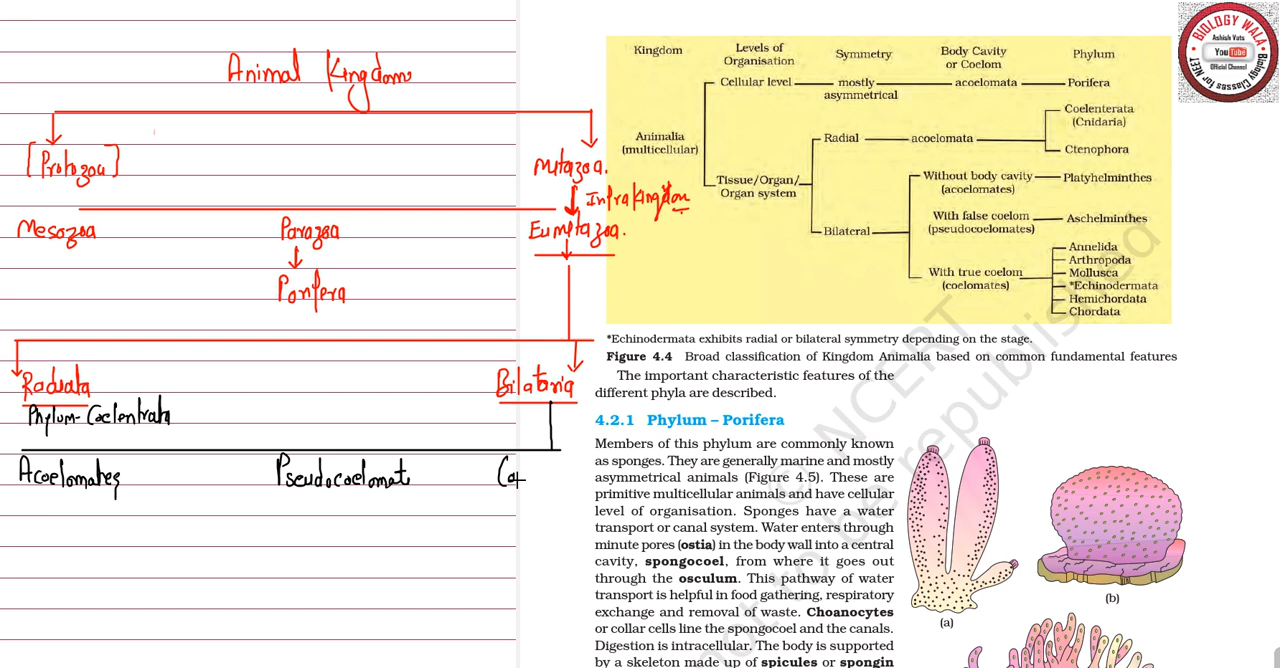 Animal Kingdom
[Protozoa]
Metazoa.
Infrakingdom
Mesozoa
Parazoa
Eumetazoa.
Porifera
Radiata
Bilateria
Phylum-Coelentrata
Acoelomates
Pseudocoelomate
BIOLOGY WALA
Ashish Vats
YouTube
Official Channel
Biology Classes for NEET
Kingdom
Levels of
Organisation
Symmetry
Body Cavity
or Coelom
Phylum
Cellular level
mostly
asymmetrical
acoelomata
Porifera
Animalia
(multicellular)
Tissue/Organ/
Organ system
Radial
acoelomata
Coelenterata
(Cnidaria)
Ctenophora
Bilateral
Without body cavity
(acoelomates)
Platyhelminthes
With false coelom
(pseudocoelomates)
Aschelminthes
With true coelom
(coelomates)
Annelida
Arthropoda
Mollusca
*Echinodermata
Hemichordata
Chordata
*Echinodermata exhibits radial or bilateral symmetry depending on the stage.
Figure 4.4 Broad classification of Kingdom Animalia based on common fundamental features
The important characteristic features of the
different phyla are described.
4.2.1 Phylum – Porifera
Members of this phylum are commonly known
as sponges. They are generally marine and mostly
asymmetrical animals (Figure 4.5). These are
primitive multicellular animals and have cellular
level of organisation. Sponges have a water
transport or canal system. Water enters through
minute pores (ostia) in the body wall into a central
cavity, spongocoel, from where it goes out
through the osculum. This pathway of water
transport is helpful in food gathering, respiratory
exchange and removal of waste. Choanocytes
or collar cells line the spongocoel and the canals.
Digestion is intracellular. The body is supported
by a skeleton made up of spicules or spongin
(a)
(b)
© NCERT
not to be republished